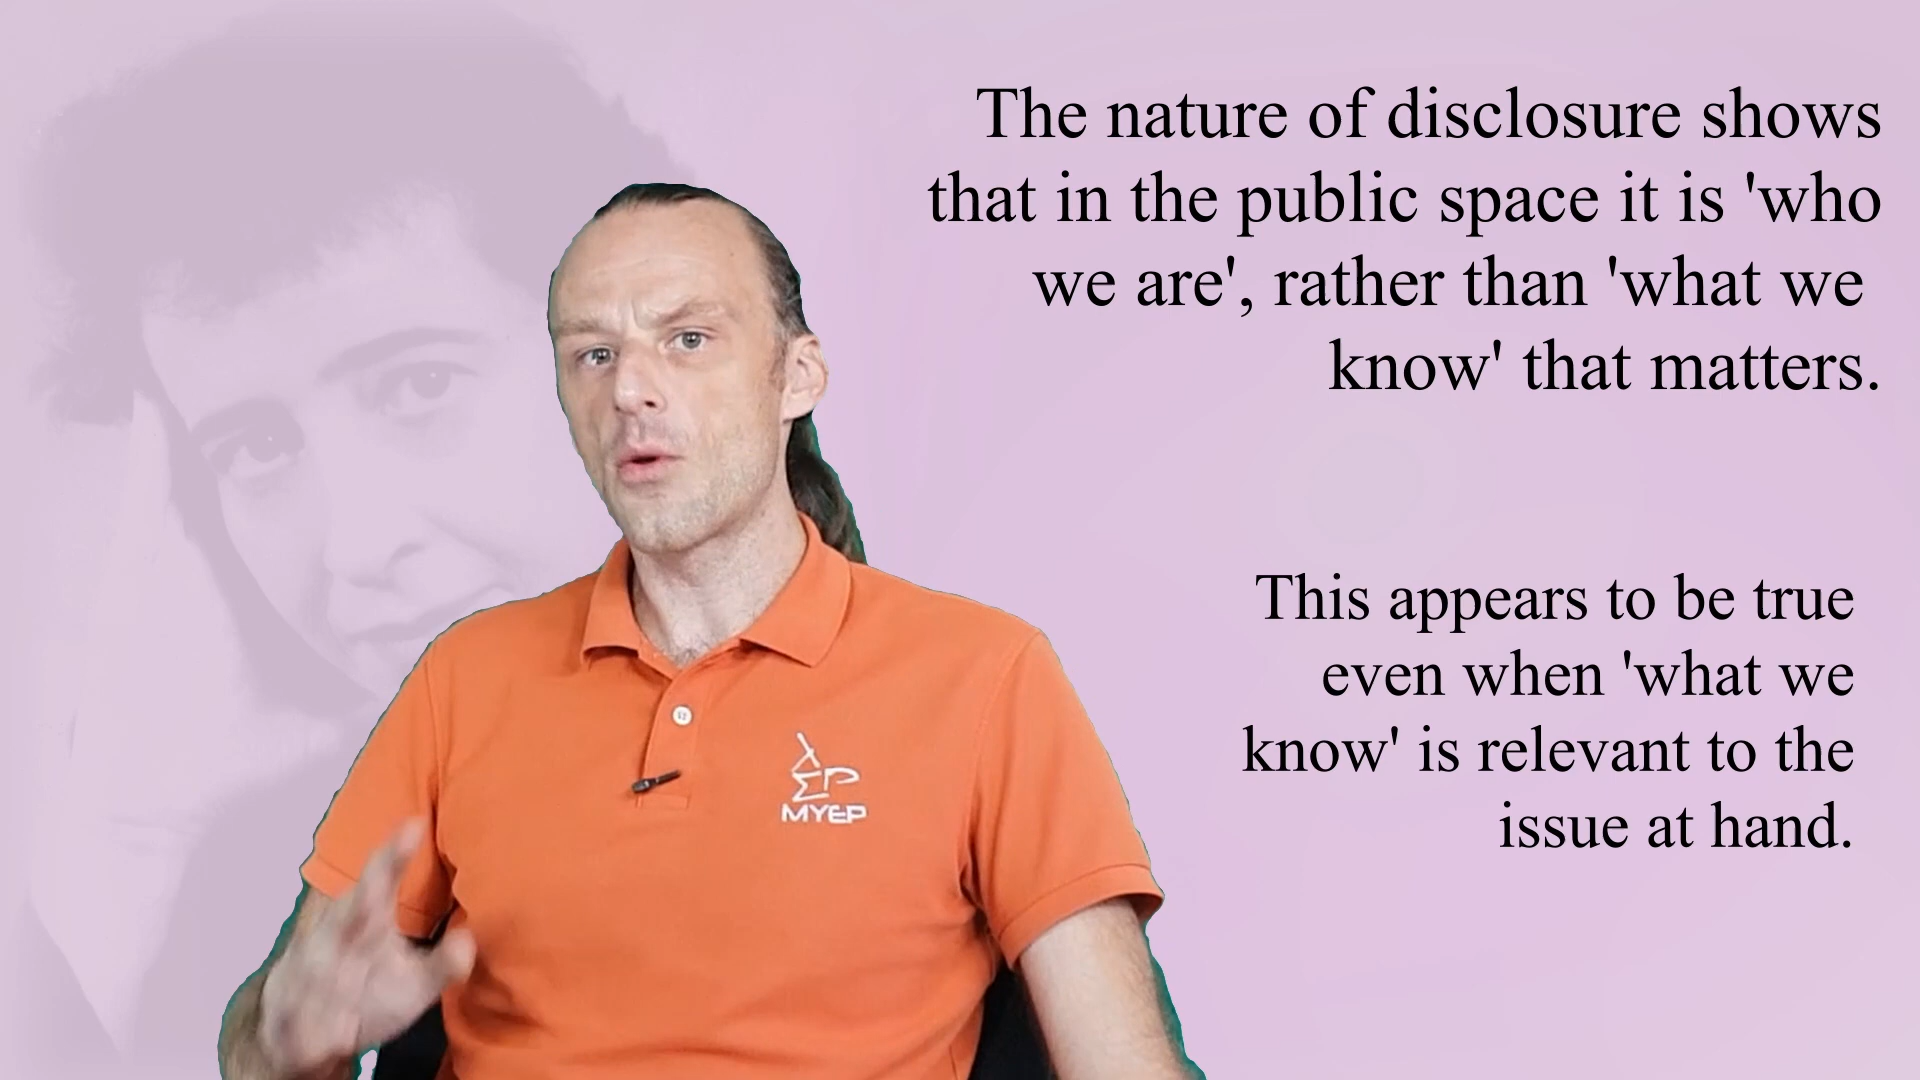 The nature of disclosure shows
that in the public space it is 'who
we are', rather than 'what we
know' that matters.
This appears to be true
even when 'what we
know' is relevant to the
issue at hand.
MYEP